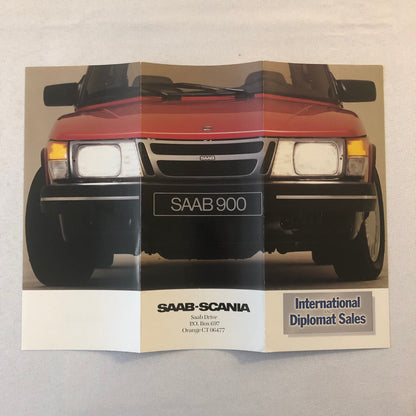 SAAB
SAAB 900
SAAB-SCANIA
Saab Drive
P.O. Box 697
Orange CT 06477
International
Diplomat Sales